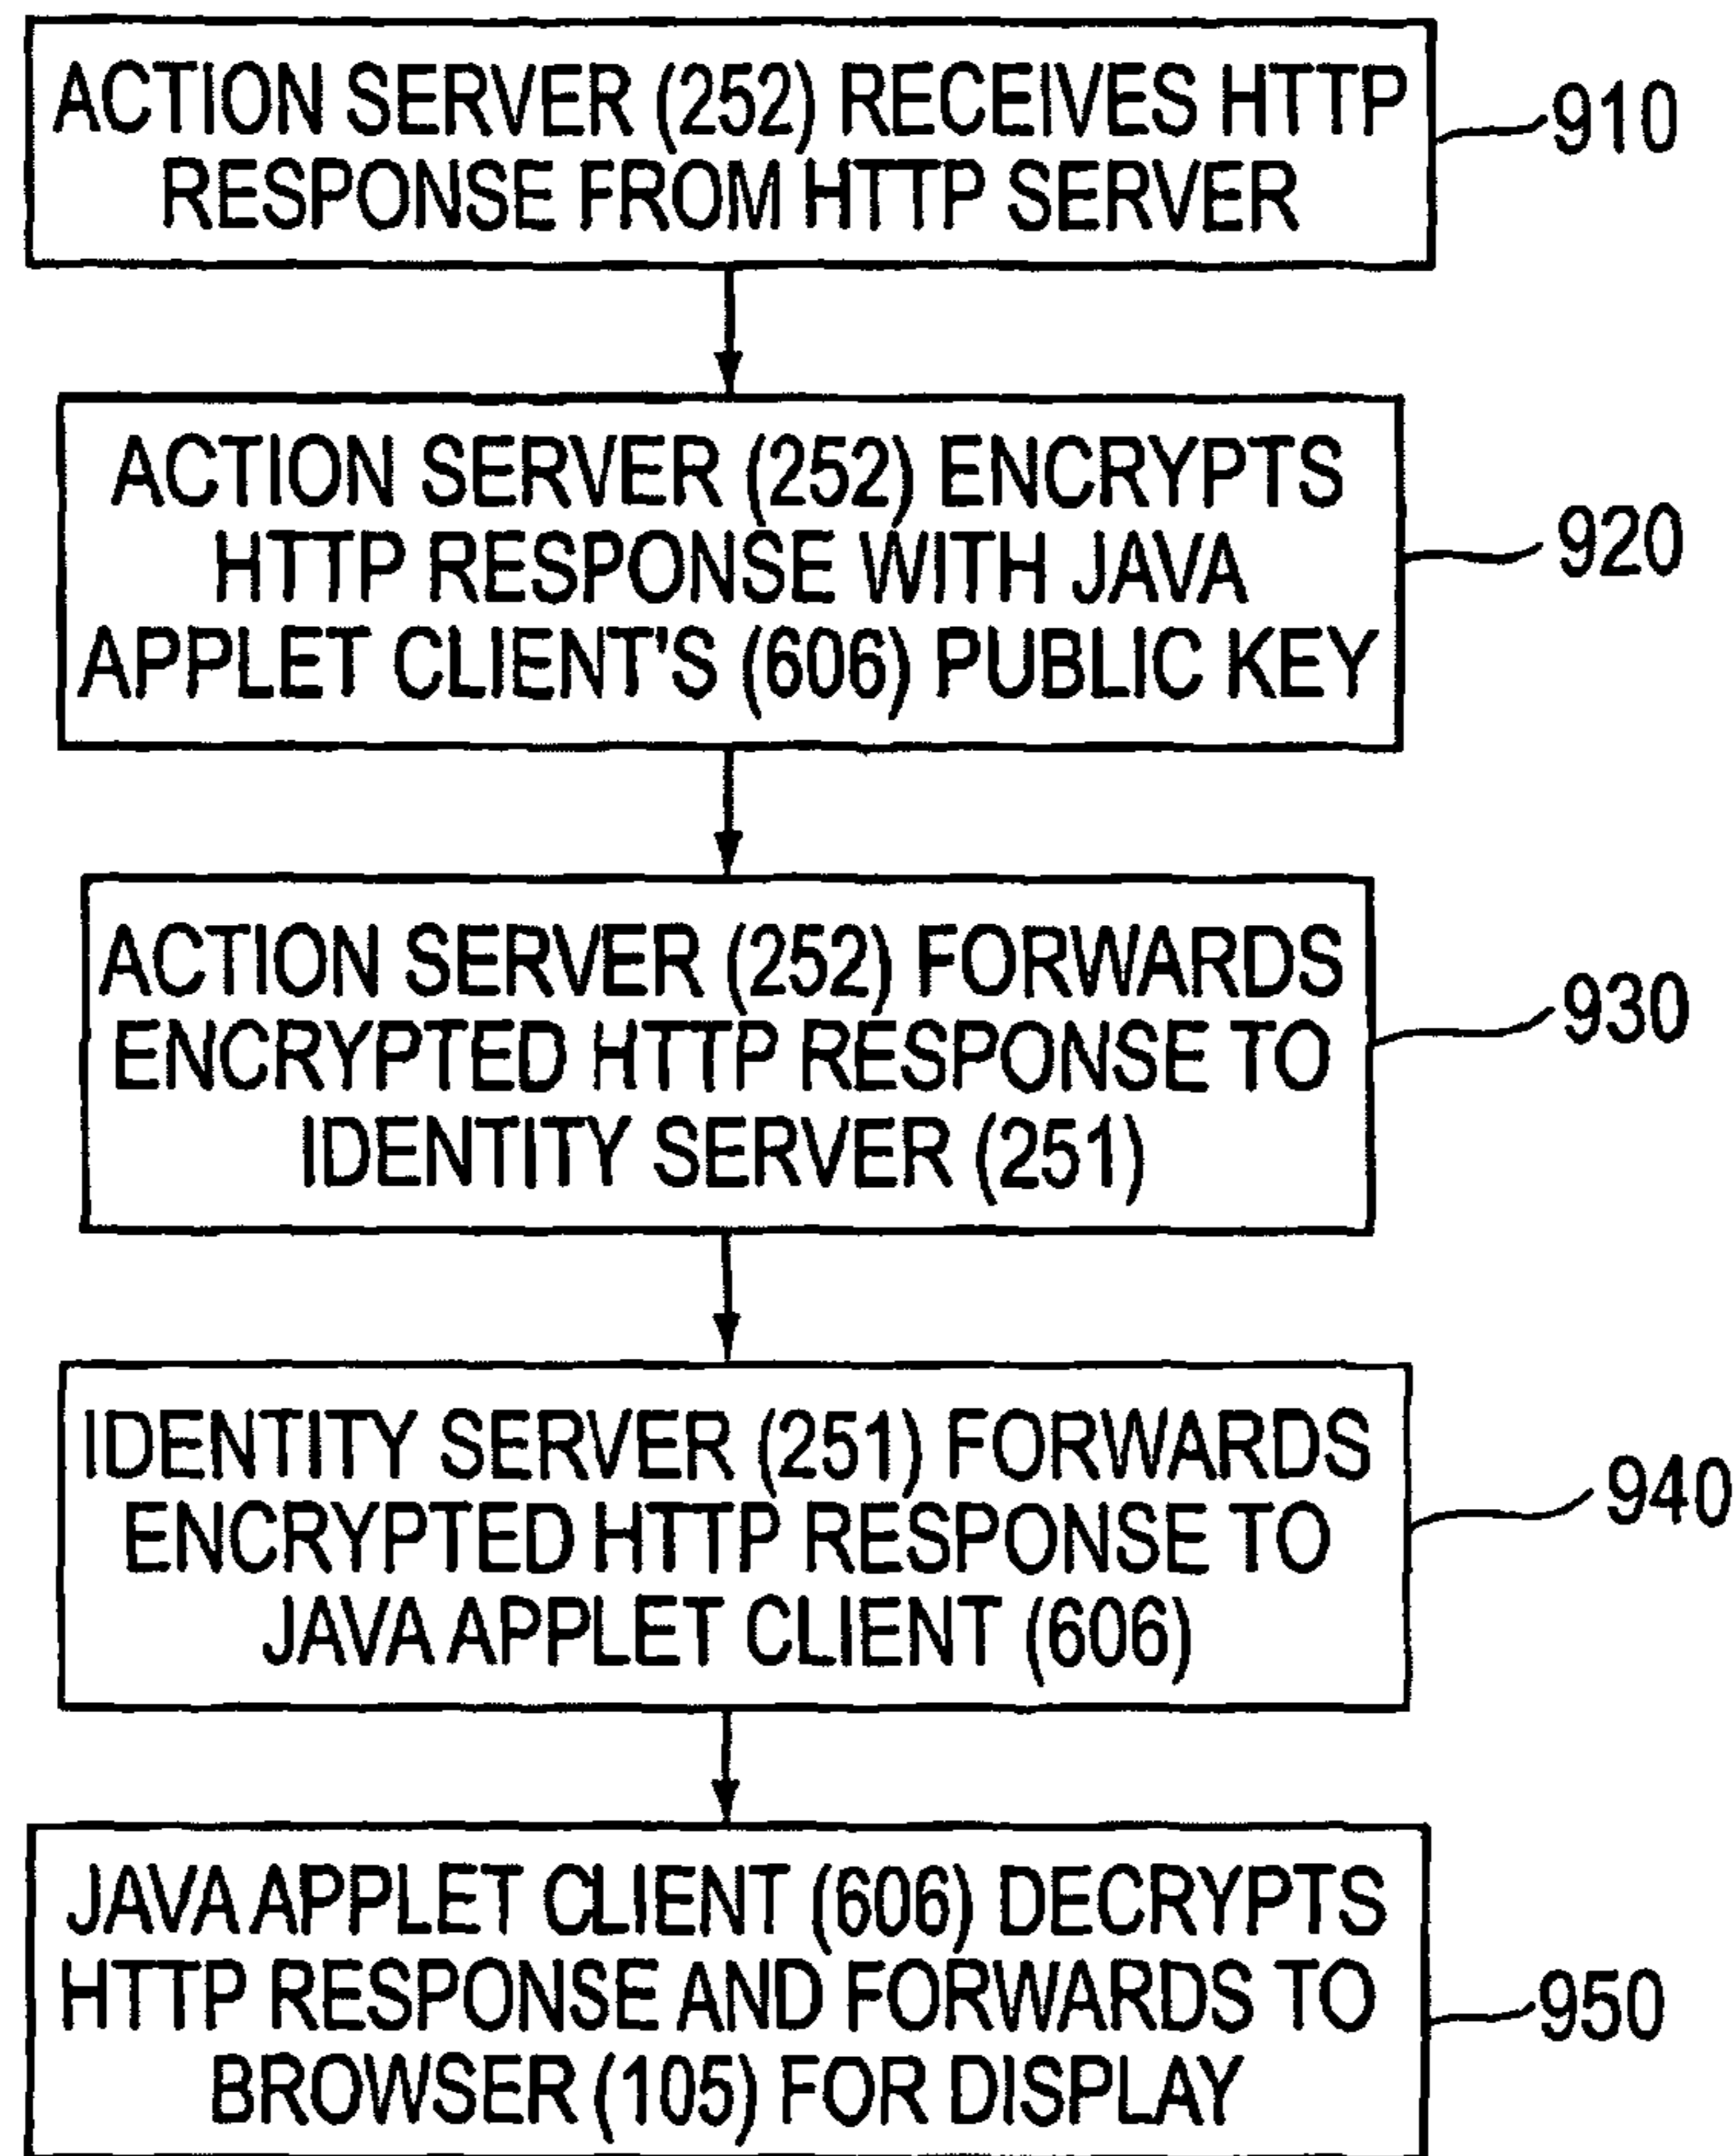 ACTION SERVER (252) RECEIVES HTTP
RESPONSE FROM HTTP SERVER
910
ACTION SERVER (252) ENCRYPTS
HTTP RESPONSE WITH JAVA
APPLET CLIENT'S (606) PUBLIC KEY
920
ACTION SERVER (252) FORWARDS
ENCRYPTED HTTP RESPONSE TO
IDENTITY SERVER (251)
930
IDENTITY SERVER (251) FORWARDS
ENCRYPTED HTTP RESPONSE TO
JAVA APPLET CLIENT (606)
940
JAVA APPLET CLIENT (606) DECRYPTS
HTTP RESPONSE AND FORWARDS TO
BROWSER (105) FOR DISPLAY
950